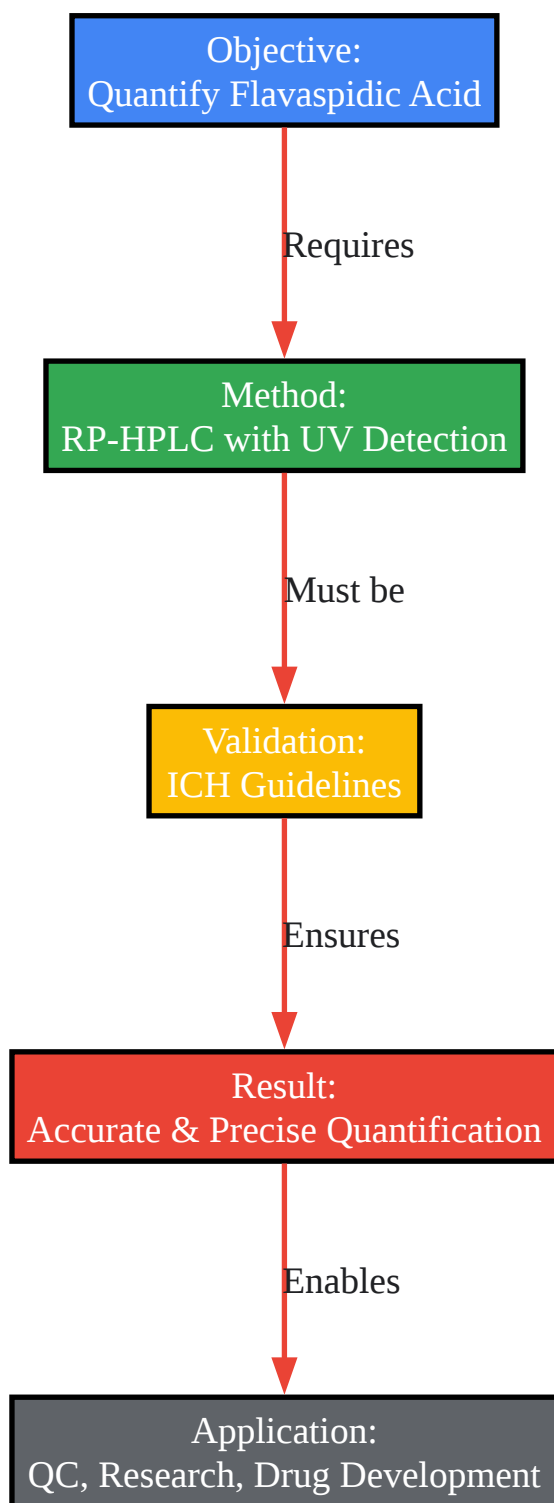 Objective:
Quantify Flavaspidic Acid
Requires
Method:
RP-HPLC with UV Detection
Must be
Validation:
ICH Guidelines
Ensures
Result:
Accurate & Precise Quantification
Enables
Application:
QC, Research, Drug Development